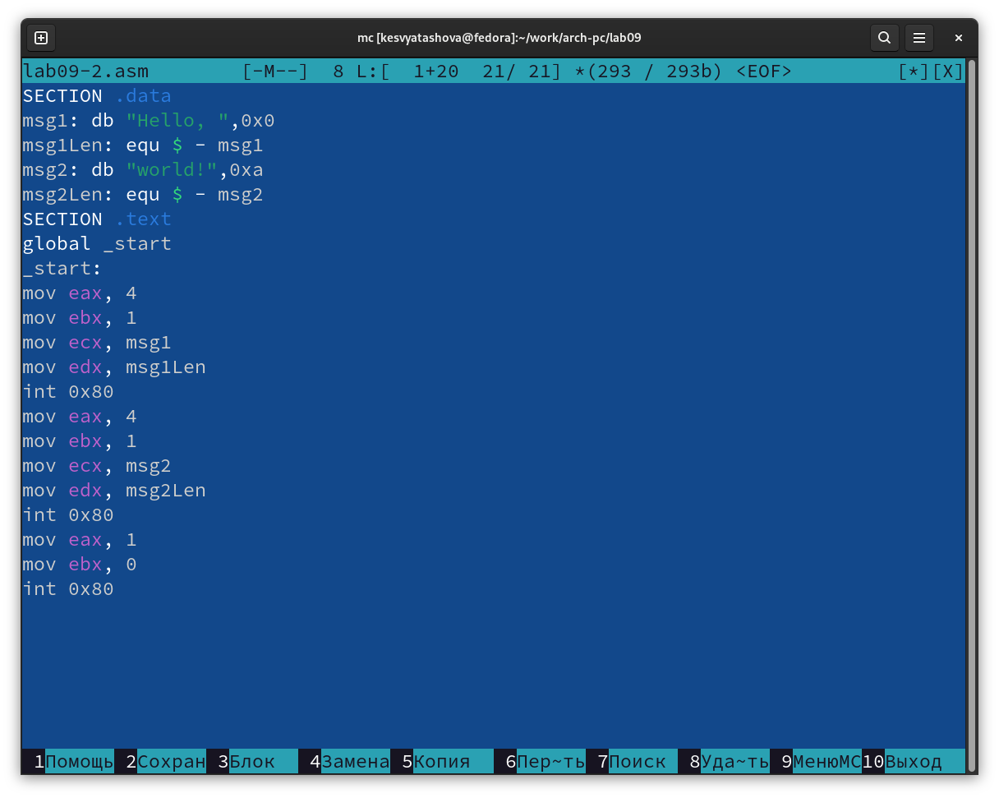 mc [kesvyatashova@fedora]:~/work/arch-pc/lab09
lab09-2.asm [-M--] 8 L:[ 1+20 21/ 21] *(293 / 293b) <EOF> [*][X]
SECTION .data
msg1: db "Hello, ",0x0
msg1Len: equ $ - msg1
msg2: db "world!",0xa
msg2Len: equ $ - msg2
SECTION .text
global _start
_start:
mov eax, 4
mov ebx, 1
mov ecx, msg1
mov edx, msg1Len
int 0x80
mov eax, 4
mov ebx, 1
mov ecx, msg2
mov edx, msg2Len
int 0x80
mov eax, 1
mov ebx, 0
int 0x80
1Помощь 2Сохран 3Блок 4Замена 5Копия 6Пер~ть 7Поиск 8Уда~ть 9МенюMC 10Выход